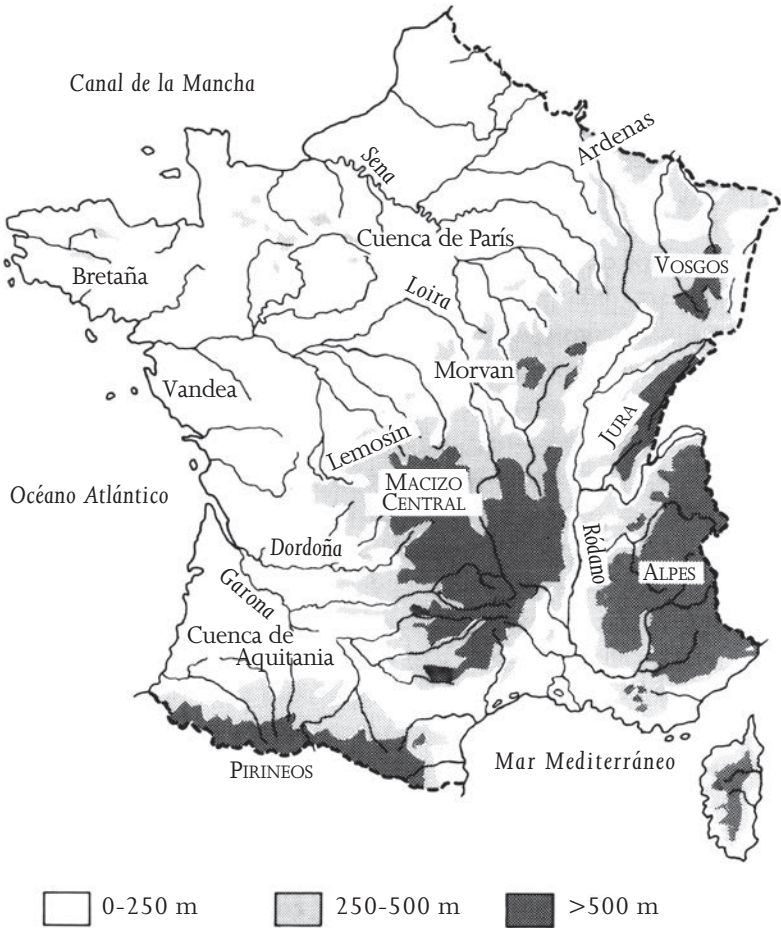 Canal de la Mancha
Ardenas
Sena
Cuenca de París
VOSGOS
Bretaña
Loira
Morvan
Vandea
JURA
Lemosín
MACIZO
CENTRAL
Océano Atlántico
Ródano
Dordoña
ALPES
Garona
Cuenca de
Aquitania
Mar Mediterráneo
PIRINEOS
0-250 m
250-500 m
>500 m